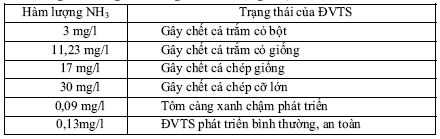 Hàm lượng NH3 Trạng thái của ĐVTS
3 mg/l Gây chết cá trắm cỏ bột
11,23 mg/l Gây chết cá trắm cỏ giống
17 mg/l Gây chết cá chép giống
30 mg/l Gây chết cá chép cỡ lớn
0,09 mg/l Tôm càng xanh chậm phát triển
0,13mg/l ĐVTS phát triển bình thường, an toàn